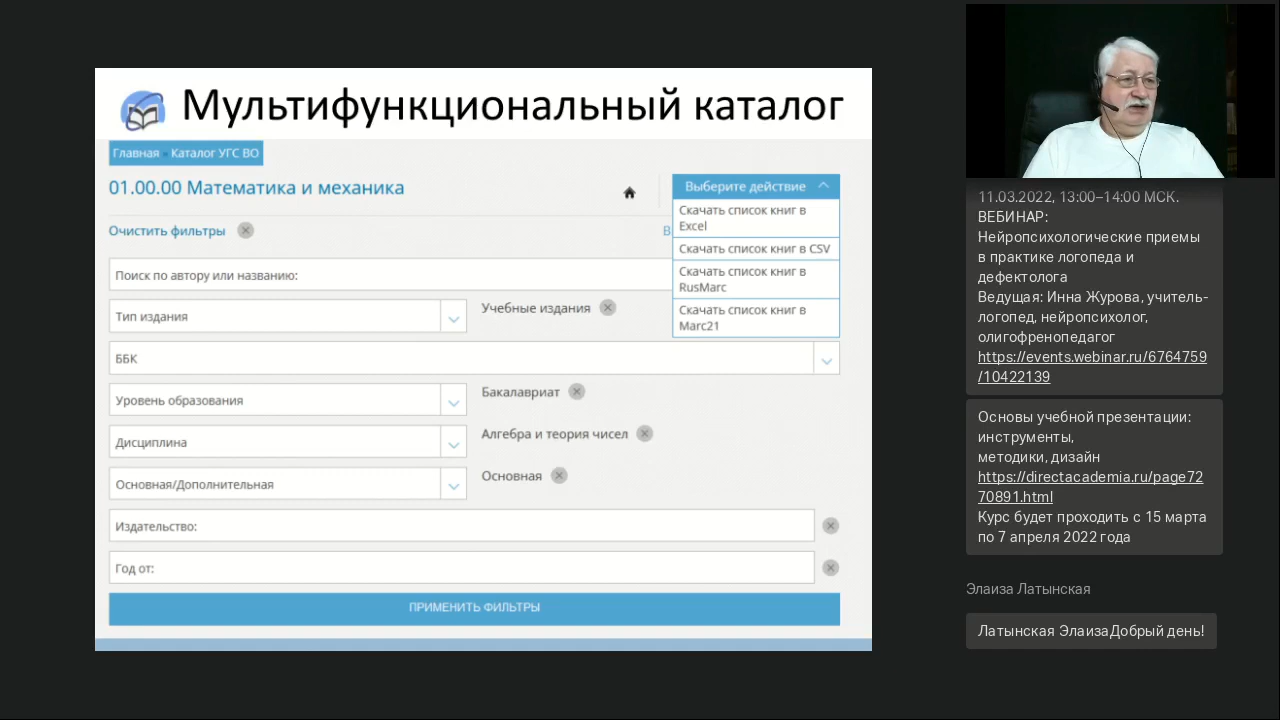 Мультифункциональный каталог
Главная » Каталог УГС ВО
01.00.00 Математика и механика
Выберите действие
Скачать список книг в
Excel
Скачать список книг в CSV
Скачать список книг в
RusMarc
Скачать список книг в
Marc21
Очистить фильтры
Поиск по автору или названию:
Тип издания
Учебные издания
ББК
Уровень образования
Бакалавриат
Дисциплина
Алгебра и теория чисел
Основная/Дополнительная
Основная
Издательство:
Год от:
ПРИМЕНИТЬ ФИЛЬТРЫ
11.03.2022, 13:00–14:00 МСК.
ВЕБИНАР:
Нейропсихологические приемы
в практике логопеда и
дефектолога
Ведущая: Инна Журова, учитель-
логопед, нейропсихолог,
олигофренопедагог
https://events.webinar.ru/6764759
/10422139
Основы учебной презентации:
инструменты,
методики, дизайн
https://directacademia.ru/page72
70891.html
Курс будет проходить с 15 марта
по 7 апреля 2022 года
Элаиза Латынская
Латынская ЭлаизаДобрый день!